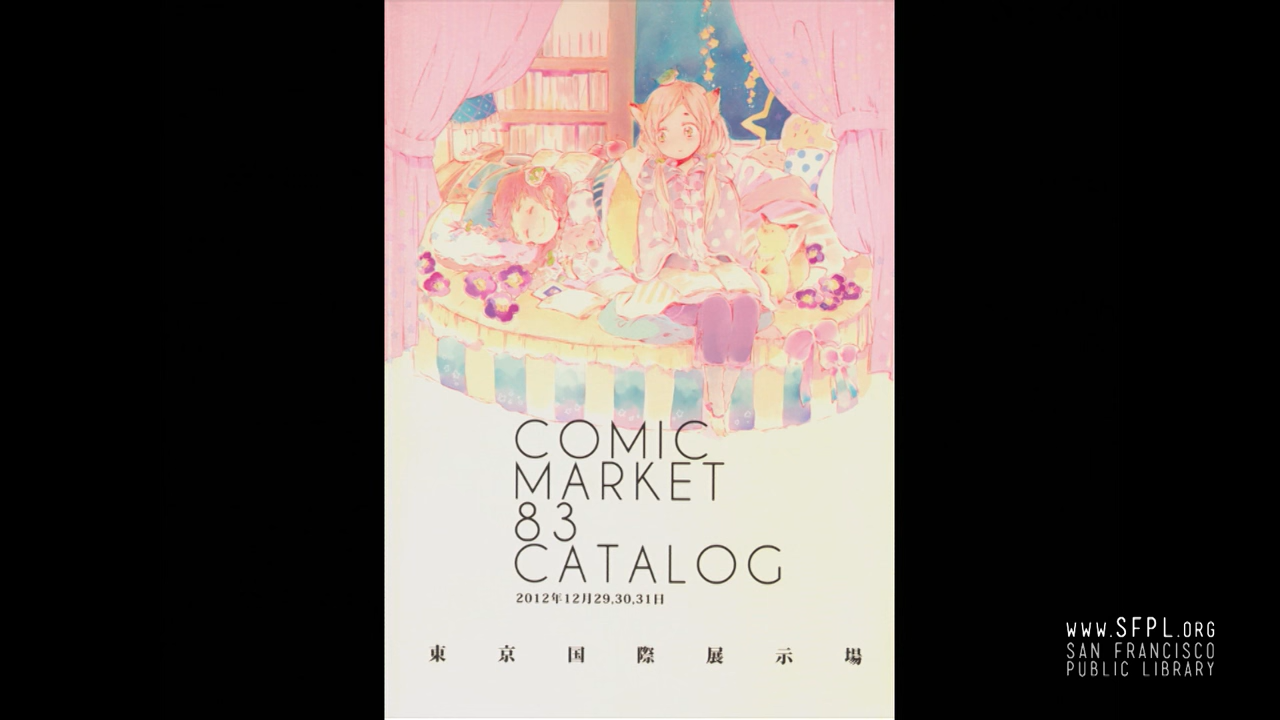 COMIC
MARKET
83
CATALOG
2012年12月29,30,31日
東京国際展示場
www.SFPL.ORG
SAN FRANCISCO
PUBLIC LIBRARY